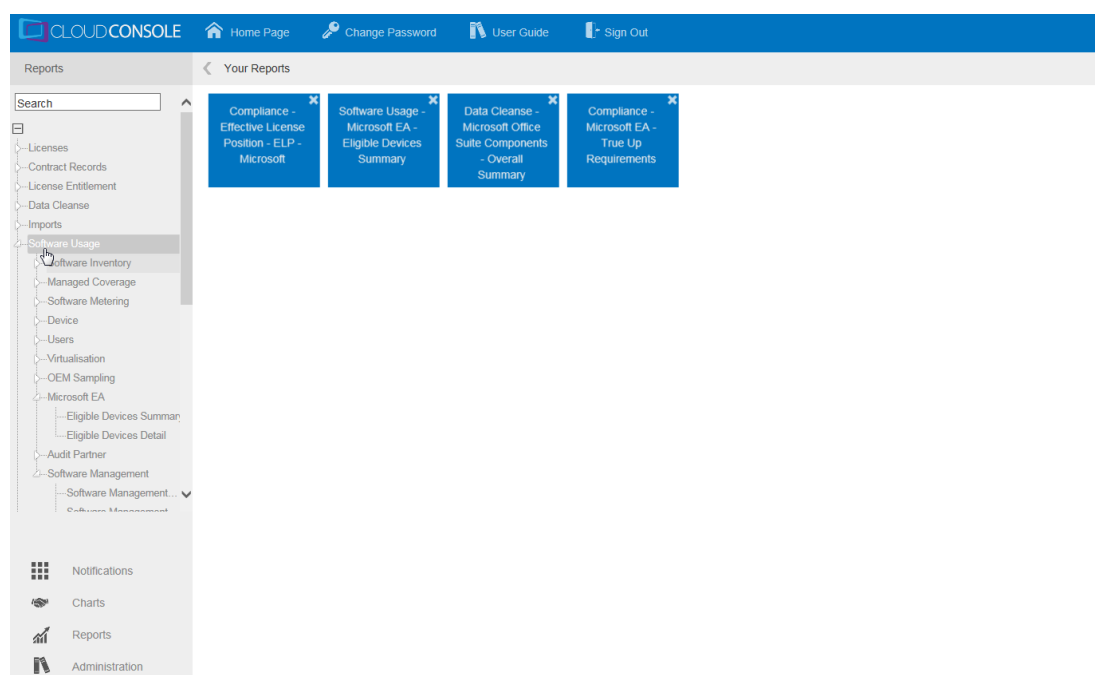 CLOUDCONSOLE
Home Page
Change Password
User Guide
Sign Out
Reports
Your Reports
Search
Licenses
Contract Records
License Entitlement
Data Cleanse
Imports
Software Usage
Software Inventory
Managed Coverage
Software Metering
Device
Users
Virtualisation
OEM Sampling
Microsoft EA
Eligible Devices Summary
Eligible Devices Detail
Audit Partner
Software Management
Software Management...
Software Management
Compliance -
Effective License
Position - ELP -
Microsoft
Software Usage -
Microsoft EA -
Eligible Devices
Summary
Data Cleanse -
Microsoft Office
Suite Components
- Overall
Summary
Compliance -
Microsoft EA -
True Up
Requirements
Notifications
Charts
Reports
Administration